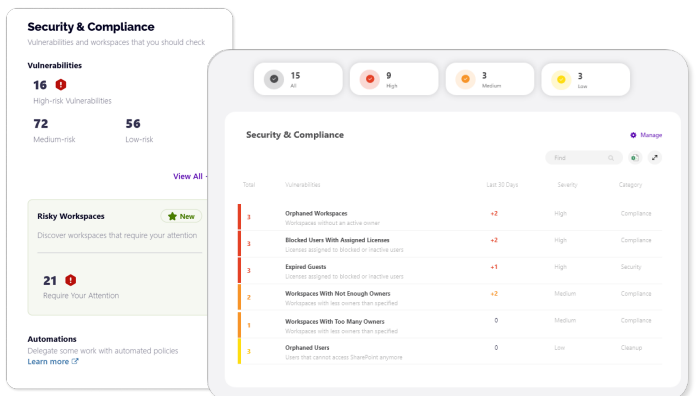 Security & Compliance
Vulnerabilities and workspaces that you should check
Vulnerabilities
16
High-risk Vulnerabilities
72 56
Medium-risk Low-risk
View All
Risky Workspaces New
Discover workspaces that require your attention
21
Require Your Attention
Automations
Delegate some work with automated policies
Learn more
15 9 3 3
All High Medium Low
Security & Compliance Manage
Find
Total Vulnerabilities Last 30 Days Severity Category
3 Orphaned Workspaces +2 High Compliance
Workspaces without an active owner
3 Blocked Users With Assigned Licenses +2 High Compliance
Licenses assigned to blocked or inactive users
3 Expired Guests +1 High Security
Licenses assigned to blocked or inactive users
2 Workspaces With Not Enough Owners +2 Medium Compliance
Workspaces with less owners than specified
1 Workspaces With Too Many Owners 0 Medium Compliance
Workspaces with less owners than specified
3 Orphaned Users 0 Low Cleanup
Users that cannot access SharePoint anymore